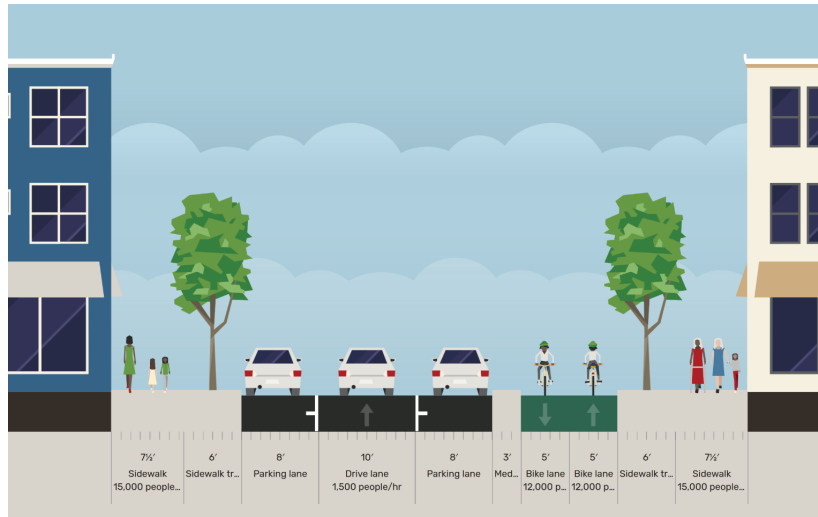 7½′
Sidewalk
15,000 people...
6′
Sidewalk tr...
8′
Parking lane
10′
Drive lane
1,500 people/hr
8′
Parking lane
3′
Med...
5′
Bike lane
12,000 p...
5′
Bike lane
12,000 p...
6′
Sidewalk tr...
7½′
Sidewalk
15,000 people...